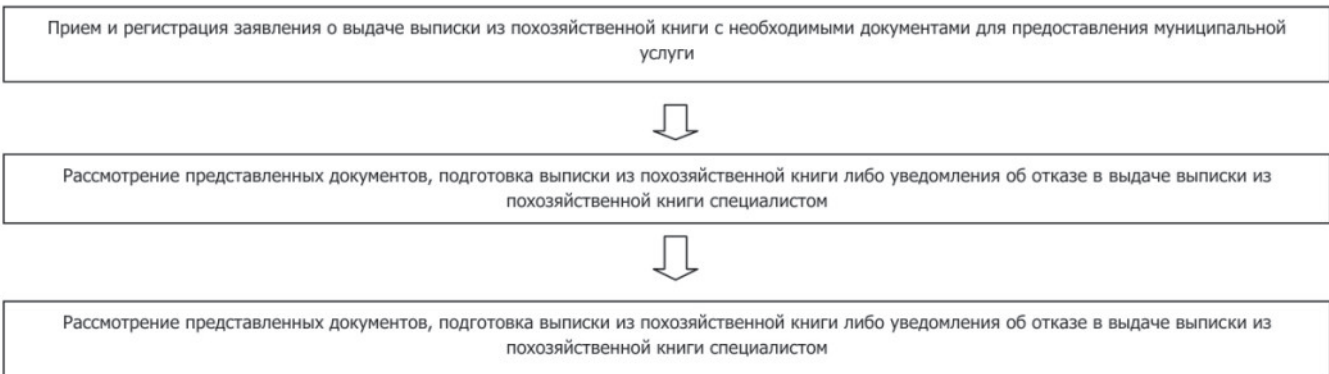 Прием и регистрация заявления о выдаче выписки из похозяйственной книги с необходимыми документами для предоставления муниципальной
услуги
Рассмотрение представленных документов, подготовка выписки из похозяйственной книги либо уведомления об отказе в выдаче выписки из
похозяйственной книги специалистом
Рассмотрение представленных документов, подготовка выписки из похозяйственной книги либо уведомления об отказе в выдаче выписки из
похозяйственной книги специалистом